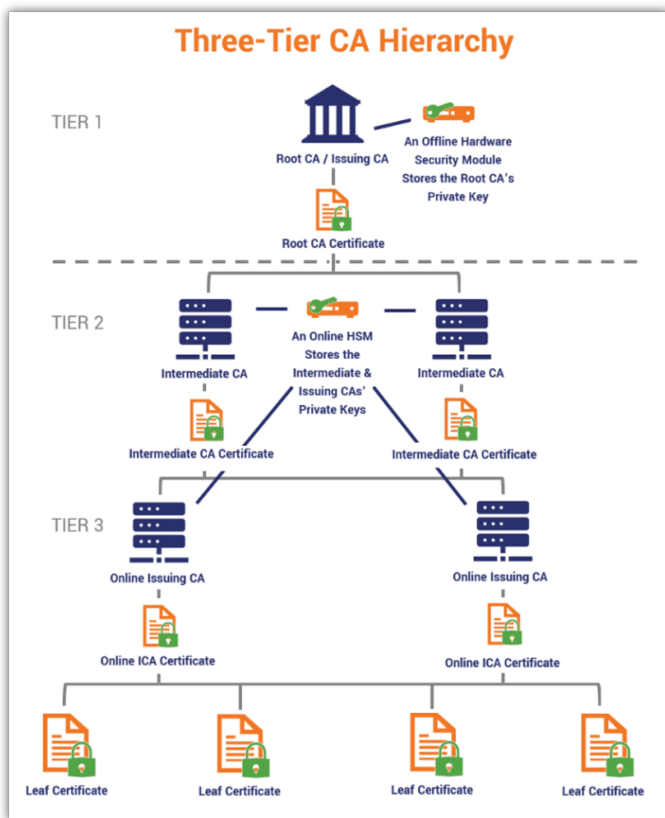 Three-Tier CA Hierarchy
TIER 1
Root CA / Issuing CA
An Offline Hardware
Security Module
Stores the Root CA's
Private Key
Root CA Certificate
TIER 2
Intermediate CA
An Online HSM
Stores the
Intermediate &
Issuing CAs'
Private Keys
Intermediate CA
Intermediate CA Certificate
Intermediate CA Certificate
TIER 3
Online Issuing CA
Online Issuing CA
Online ICA Certificate
Online ICA Certificate
Leaf Certificate
Leaf Certificate
Leaf Certificate
Leaf Certificate